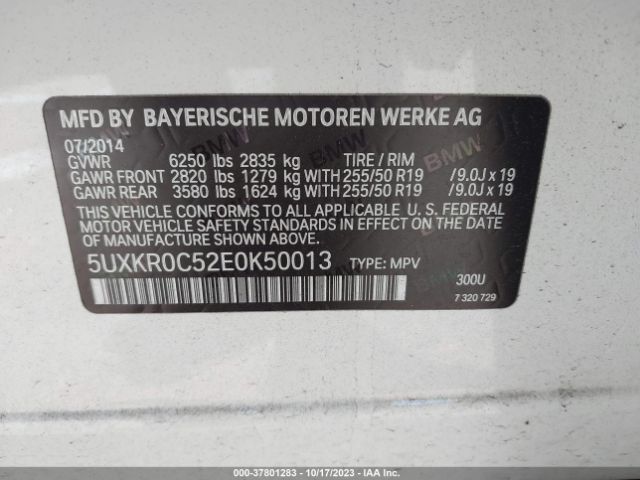 MFD BY BAYERISCHE MOTOREN WERKE AG
07/2014
GVWR 6250 lbs 2835 kg TIRE / RIM
GAWR FRONT 2820 lbs 1279 kg WITH 255/50 R19 /9.0J x 19
GAWR REAR 3580 lbs 1624 kg WITH 255/50 R19 /9.0J x 19
THIS VEHICLE CONFORMS TO ALL APPLICABLE U. S. FEDERAL
MOTOR VEHICLE SAFETY STANDARDS IN EFFECT ON THE
DATE OF MANUFACTURE SHOWN ABOVE.
5UXKR0C52E0K50013 TYPE: MPV
300U
7 320 729
BMW
BMW
BMW
000-37801283 - 10/17/2023 - IAA Inc.